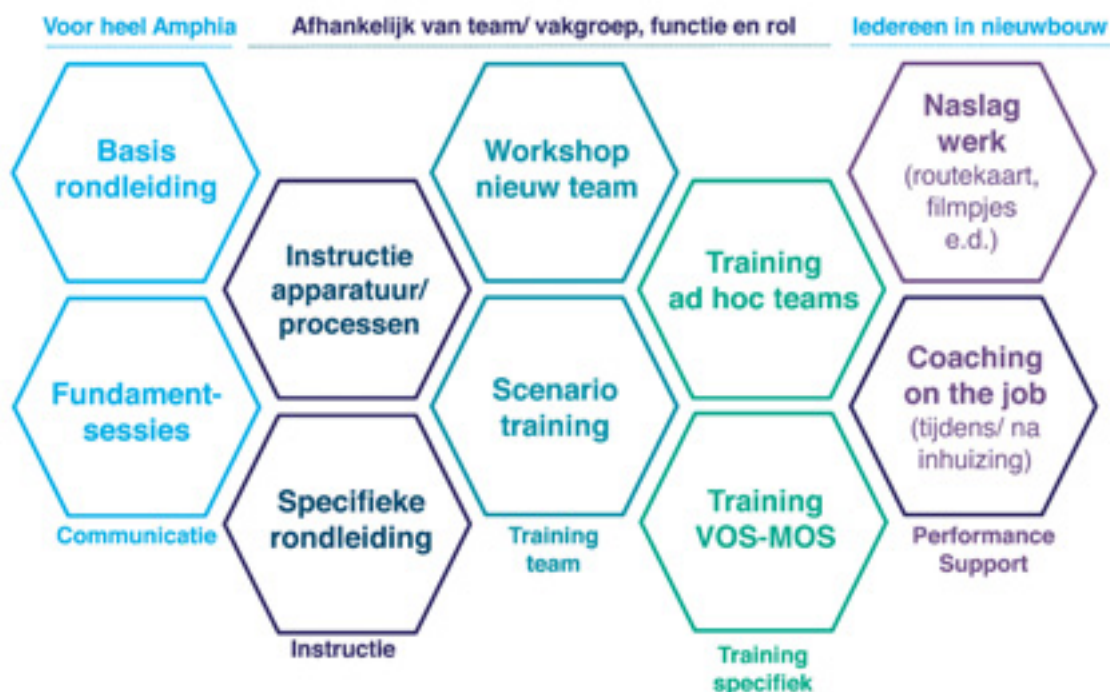 Voor heel Amphia
Afhankelijk van team/ vakgroep, functie en rol
Iedereen in nieuwbouw
Basis
rondleiding
Fundament-
sessies
Communicatie
Instructie
apparatuur/
processen
Specifieke
rondleiding
Instructie
Workshop
nieuw team
Scenario
training
Training
team
Training
ad hoc teams
Training
VOS-MOS
Training
specifiek
Naslag
werk
(routekaart,
filmpjes
e.d.)
Coaching
on the job
(tijdens/ na
inhuizing)
Performance
Support